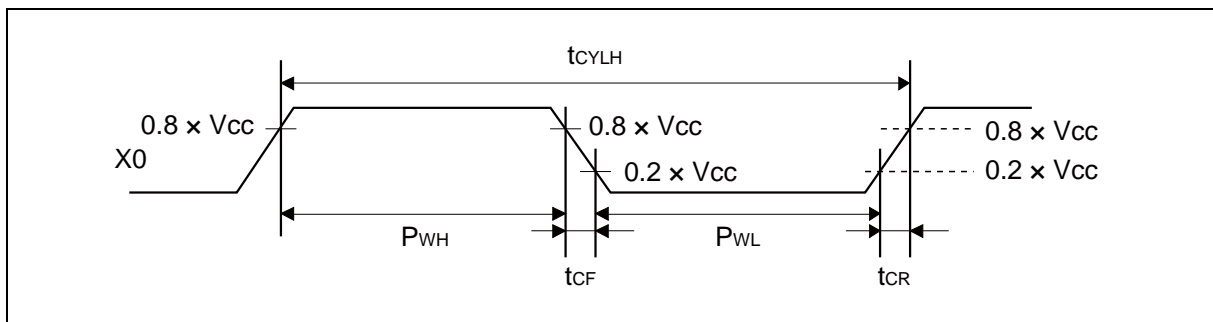 tCYLH
0.8 × Vcc
0.8 × Vcc
0.8 × Vcc
X0
0.2 × Vcc
0.2 × Vcc
PWH
PWL
tCF
tCR